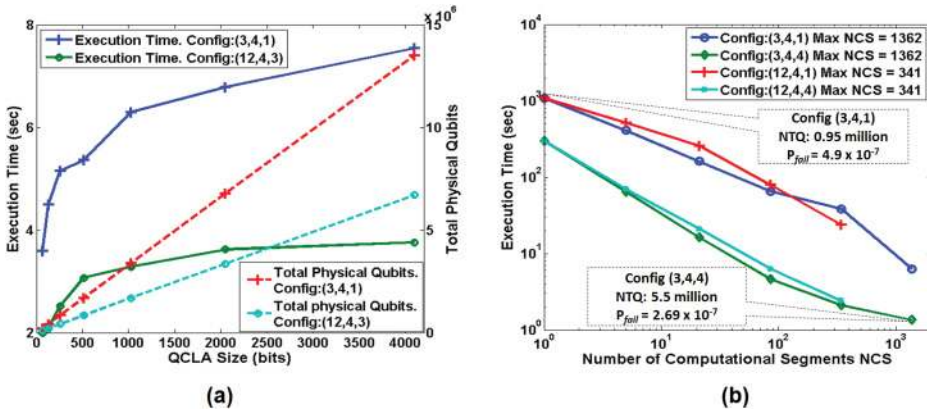 8
6
4
2
Execution Time (sec)
Execution Time. Config:(3,4,1)
Execution Time. Config:(12,4,3)
x 10^6
15
10
5
0
Total Physical Qubits
Total Physical Qubits.
Config:(3,4,1)
Total physical Qubits.
Config:(12,4,3)
0 500 1000 1500 2000 2500 3000 3500 4000
QCLA Size (bits)
(a)
10^4
10^3
10^2
10^1
10^0
Execution Time (Sec)
Config:(3,4,1) Max NCS = 1362
Config:(3,4,4) Max NCS = 1362
Config:(12,4,1) Max NCS = 341
Config:(12,4,4) Max NCS = 341
Config (3,4,1)
NTQ: 0.95 million
P_fail = 4.9 x 10^-7
Config (3,4,4)
NTQ: 5.5 million
P_fail = 2.69 x 10^-7
10^0 10^1 10^2 10^3
Number of Computational Segments NCS
(b)